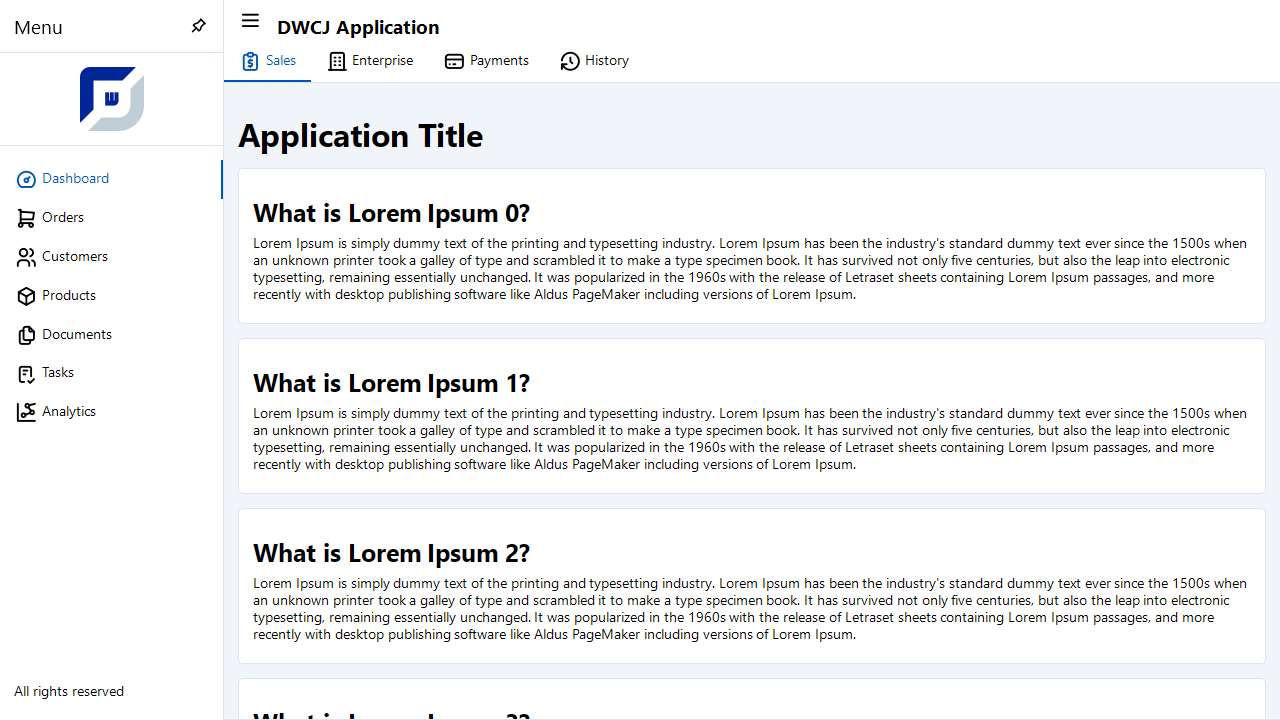 Menu
DWCJ Application
Sales
Enterprise
Payments
History
W
Dashboard
Orders
Customers
Products
Documents
Tasks
Analytics
All rights reserved
Application Title
What is Lorem Ipsum 0?
Lorem Ipsum is simply dummy text of the printing and typesetting industry. Lorem Ipsum has been the industry's standard dummy text ever since the 1500s when
an unknown printer took a galley of type and scrambled it to make a type specimen book. It has survived not only five centuries, but also the leap into electronic
typesetting, remaining essentially unchanged. It was popularized in the 1960s with the release of Letraset sheets containing Lorem Ipsum passages, and more
recently with desktop publishing software like Aldus PageMaker including versions of Lorem Ipsum.
What is Lorem Ipsum 1?
Lorem Ipsum is simply dummy text of the printing and typesetting industry. Lorem Ipsum has been the industry's standard dummy text ever since the 1500s when
an unknown printer took a galley of type and scrambled it to make a type specimen book. It has survived not only five centuries, but also the leap into electronic
typesetting, remaining essentially unchanged. It was popularized in the 1960s with the release of Letraset sheets containing Lorem Ipsum passages, and more
recently with desktop publishing software like Aldus PageMaker including versions of Lorem Ipsum.
What is Lorem Ipsum 2?
Lorem Ipsum is simply dummy text of the printing and typesetting industry. Lorem Ipsum has been the industry's standard dummy text ever since the 1500s when
an unknown printer took a galley of type and scrambled it to make a type specimen book. It has survived not only five centuries, but also the leap into electronic
typesetting, remaining essentially unchanged. It was popularized in the 1960s with the release of Letraset sheets containing Lorem Ipsum passages, and more
recently with desktop publishing software like Aldus PageMaker including versions of Lorem Ipsum.
What is Lorem Ipsum 3?